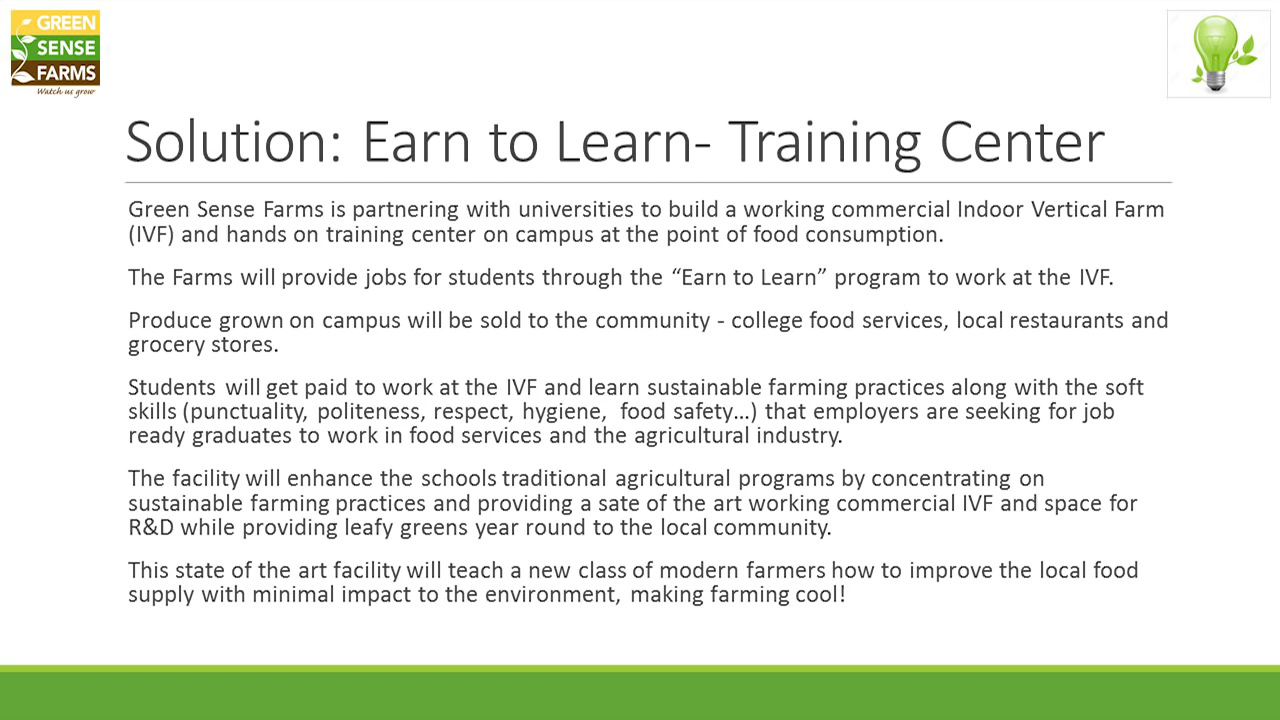 GREEN
SENSE
FARMS
Watch us grow
Solution: Earn to Learn- Training Center
Green Sense Farms is partnering with universities to build a working commercial Indoor Vertical Farm
(IVF) and hands on training center on campus at the point of food consumption.
The Farms will provide jobs for students through the “Earn to Learn” program to work at the IVF.
Produce grown on campus will be sold to the community - college food services, local restaurants and
grocery stores.
Students will get paid to work at the IVF and learn sustainable farming practices along with the soft
skills (punctuality, politeness, respect, hygiene, food safety…) that employers are seeking for job
ready graduates to work in food services and the agricultural industry.
The facility will enhance the schools traditional agricultural programs by concentrating on
sustainable farming practices and providing a sate of the art working commercial IVF and space for
R&D while providing leafy greens year round to the local community.
This state of the art facility will teach a new class of modern farmers how to improve the local food
supply with minimal impact to the environment, making farming cool!